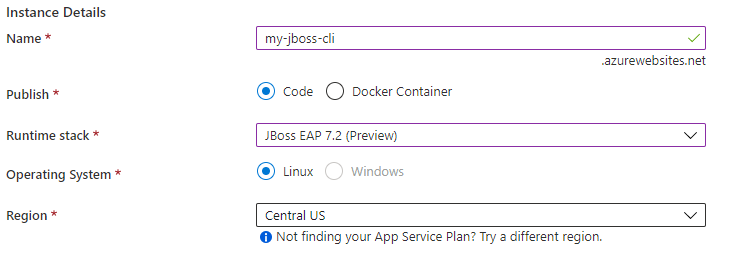 Instance Details
Name * my-jboss-cli
.azurewebsites.net
Publish * Code Docker Container
Runtime stack * JBoss EAP 7.2 (Preview)
Operating System * Linux Windows
Region * Central US
Not finding your App Service Plan? Try a different region.